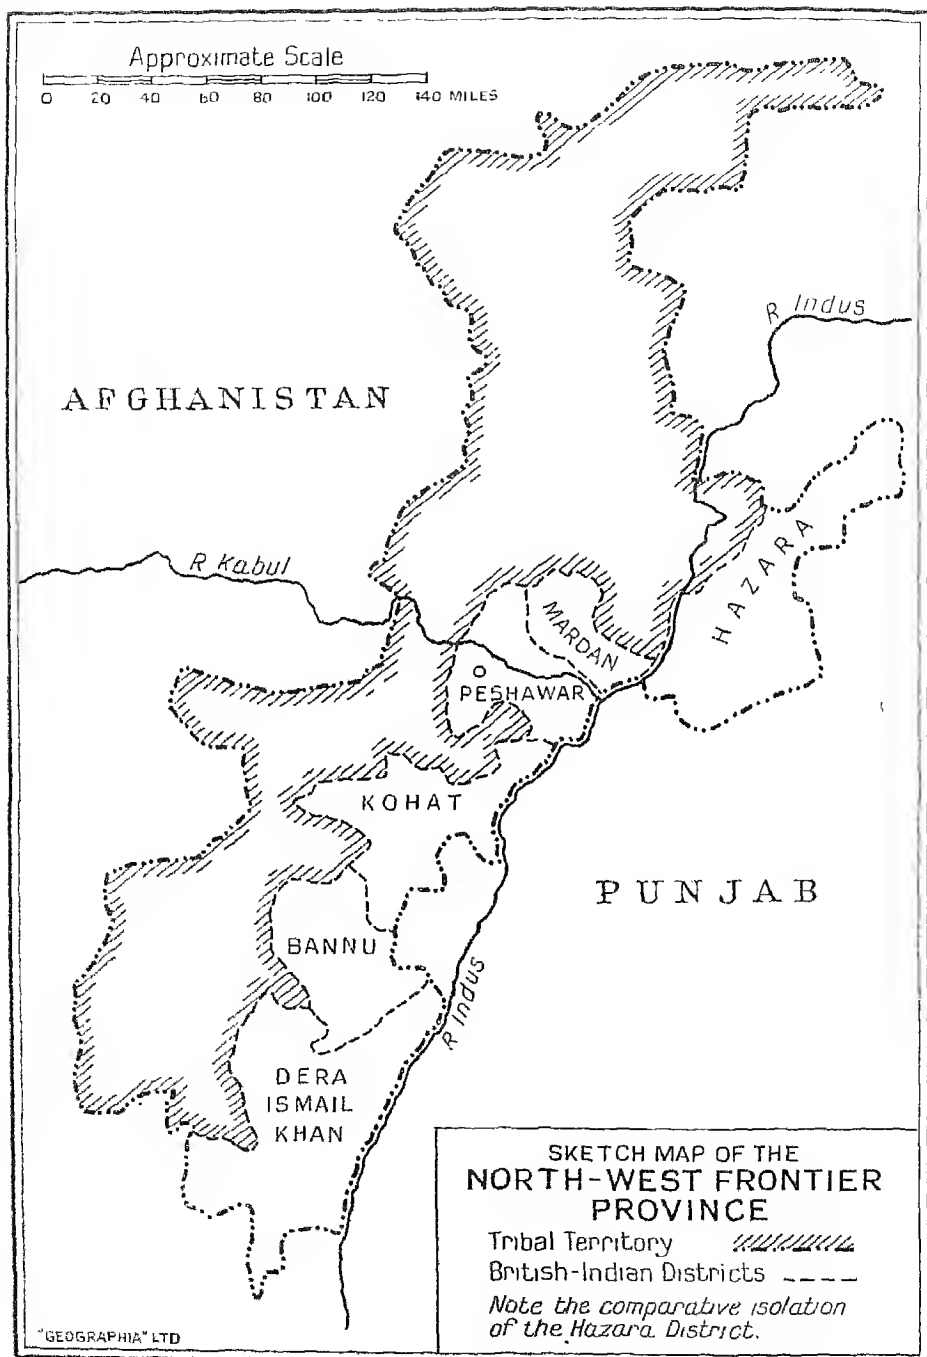 Approximate Scale
0 20 40 60 80 100 120 140 MILES
R Indus
AFGHANISTAN
R Kabul
HAZARA
MARDAN
PESHAWAR
KOHAT
PUNJAB
BANNU
R Indus
DERA
ISMAIL
KHAN
SKETCH MAP OF THE
NORTH-WEST FRONTIER
PROVINCE
Tribal Territory
British-Indian Districts
Note the comparative isolation
of the Hazara District.
"GEOGRAPHIA" LTD